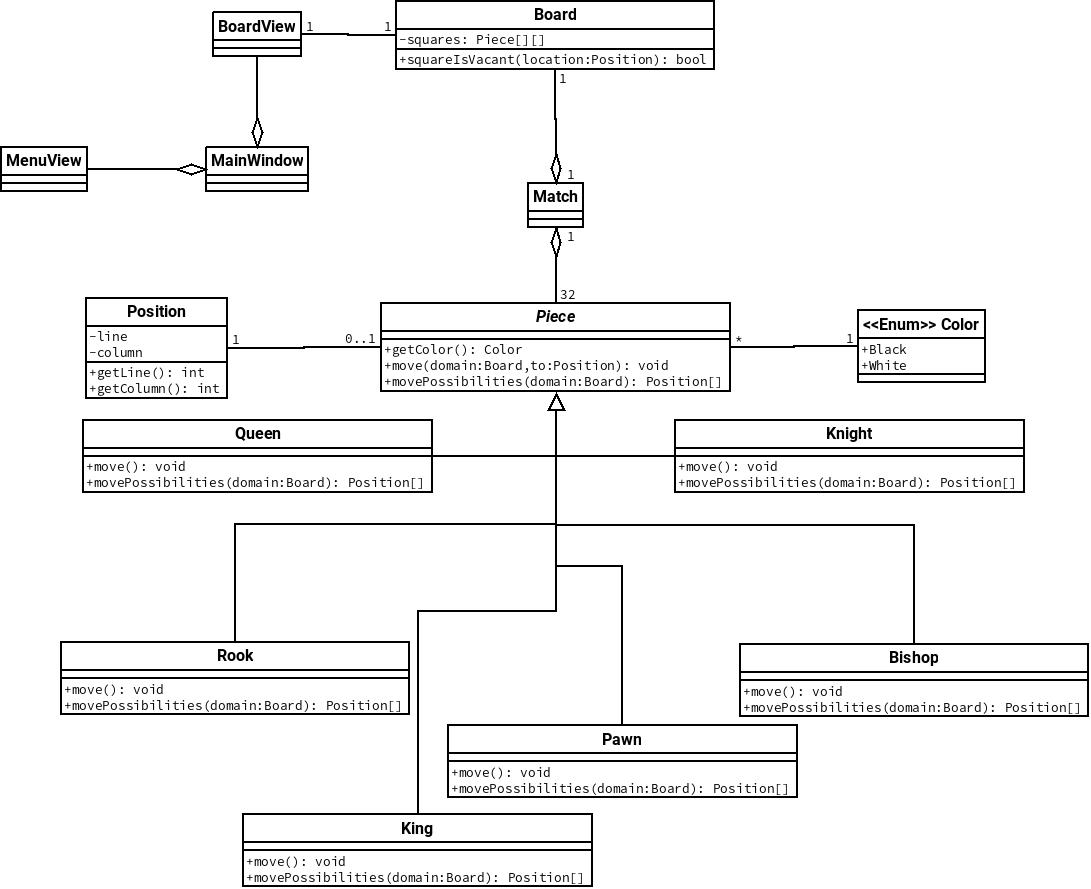 Board
-squares: Piece[][]
+squareIsVacant(location:Position): bool
BoardView
1
1
1
MenuView
MainWindow
1
Match
1
32
Position
-line
-column
+getLine(): int
+getColumn(): int
1
0..1
Piece
+getColor(): Color
+move(domain:Board,to:Position): void
+movePossibilities(domain:Board): Position[]
*
1
<<Enum>> Color
+Black
+White
Queen
+move(): void
+movePossibilities(domain:Board): Position[]
Knight
+move(): void
+movePossibilities(domain:Board): Position[]
Rook
+move(): void
+movePossibilities(domain:Board): Position[]
Bishop
+move(): void
+movePossibilities(domain:Board): Position[]
Pawn
+move(): void
+movePossibilities(domain:Board): Position[]
King
+move(): void
+movePossibilities(domain:Board): Position[]